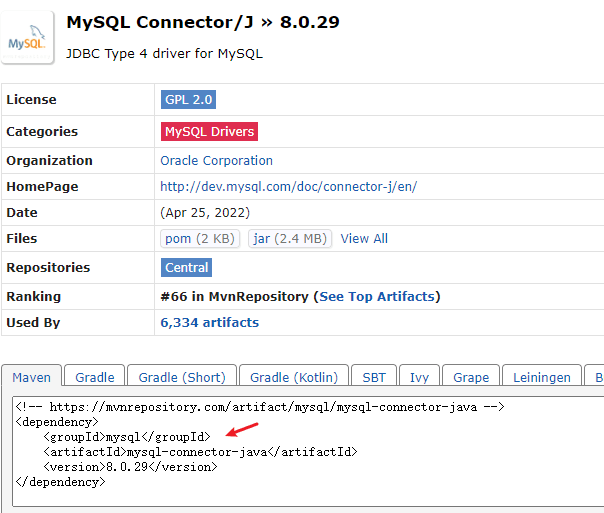 MySQL Connector/J » 8.0.29
MySQL
JDBC Type 4 driver for MySQL
License GPL 2.0
Categories MySQL Drivers
Organization Oracle Corporation
HomePage http://dev.mysql.com/doc/connector-j/en/
Date (Apr 25, 2022)
Files pom (2 KB) jar (2.4 MB) View All
Repositories Central
Ranking #66 in MvnRepository (See Top Artifacts)
Used By 6,334 artifacts
Maven Gradle Gradle (Short) Gradle (Kotlin) SBT Ivy Grape Leiningen B
<!-- https://mvnrepository.com/artifact/mysql/mysql-connector-java -->
<dependency>
    <groupId>mysql</groupId>
    <artifactId>mysql-connector-java</artifactId>
    <version>8.0.29</version>
</dependency>